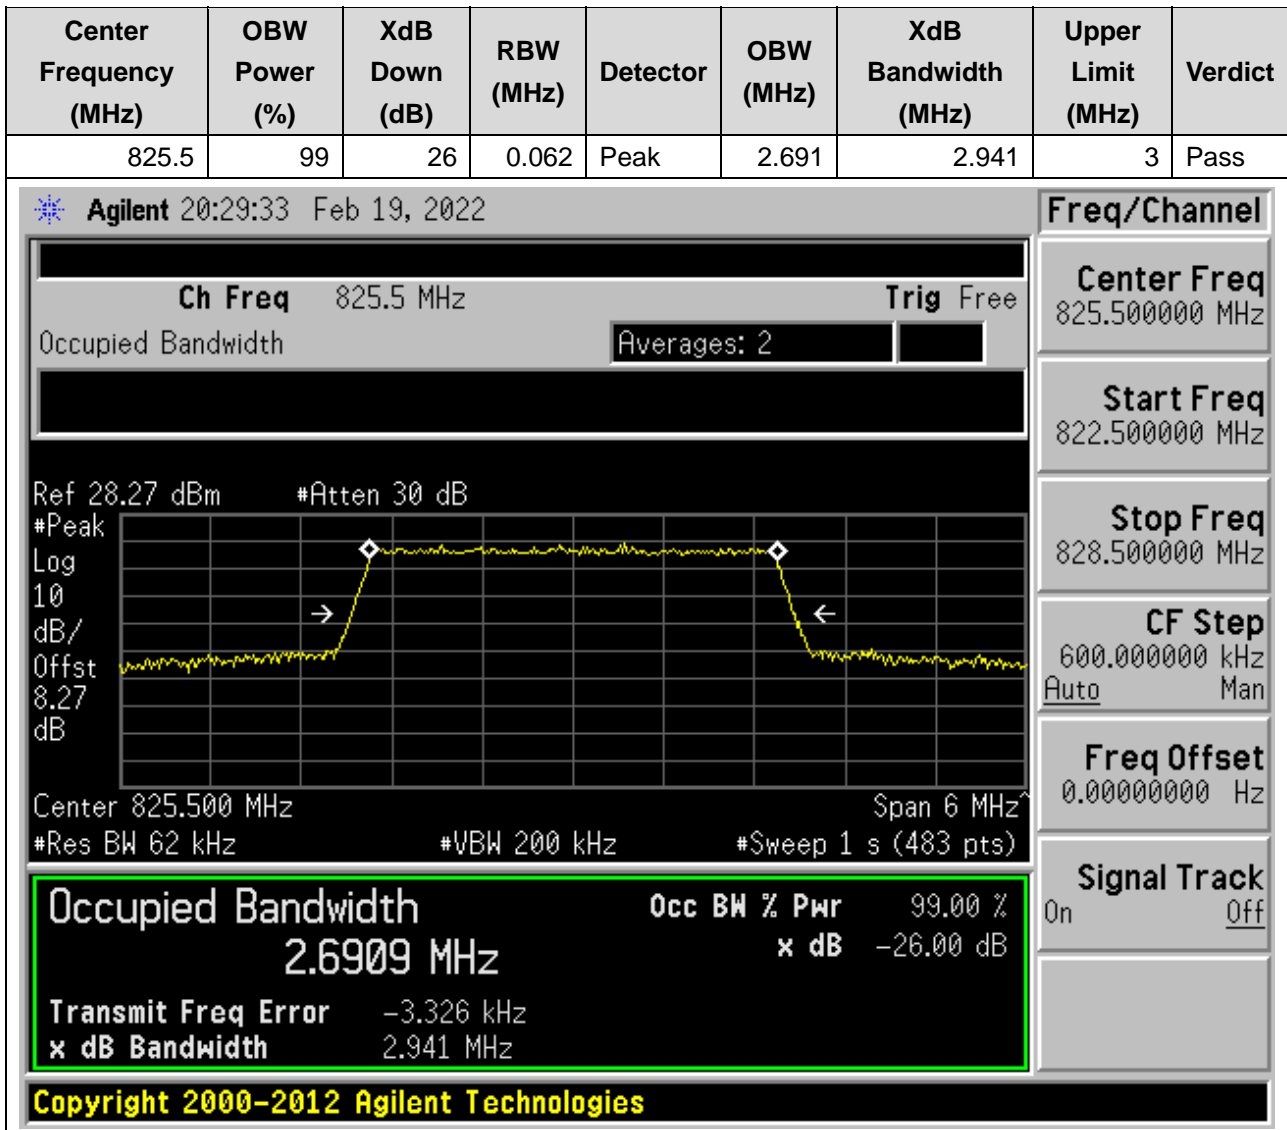 Center Frequency (MHz) OBW Power (%) XdB Down (dB) RBW (MHz) Detector OBW (MHz) XdB Bandwidth (MHz) Upper Limit (MHz) Verdict
825.5 99 26 0.062 Peak 2.691 2.941 3 Pass
Agilent 20:29:33 Feb 19, 2022
Freq/Channel
Ch Freq 825.5 MHz Trig Free
Occupied Bandwidth Averages: 2
Ref 28.27 dBm #Atten 30 dB
#Peak
Log
10
dB/
Offst
8.27
dB
Center 825.500 MHz Span 6 MHz^
#Res BW 62 kHz #VBW 200 kHz #Sweep 1 s (483 pts)
Occupied Bandwidth Occ BW % Pwr 99.00 %
2.6909 MHz x dB -26.00 dB
Transmit Freq Error -3.326 kHz
x dB Bandwidth 2.941 MHz
Center Freq
825.500000 MHz
Start Freq
822.500000 MHz
Stop Freq
828.500000 MHz
CF Step
600.000000 kHz
Auto Man
Freq Offset
0.00000000 Hz
Signal Track
On Off
Copyright 2000-2012 Agilent Technologies